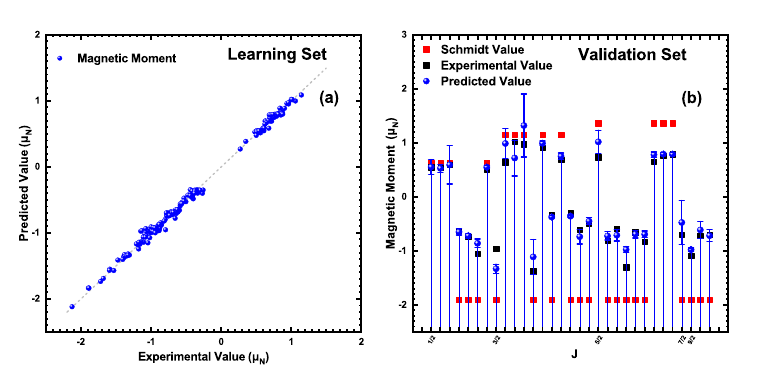 Learning Set
Magnetic Moment
(a)
Predicted Value (μN)
2
1
0
-1
-2
-2
-1
0
1
2
Experimental Value (μN)
Validation Set
Schmidt Value
Experimental Value
Predicted Value
(b)
Magnetic Moment (μN)
3
2
1
0
-1
-2
1/2
3/2
5/2
7/2
9/2
J